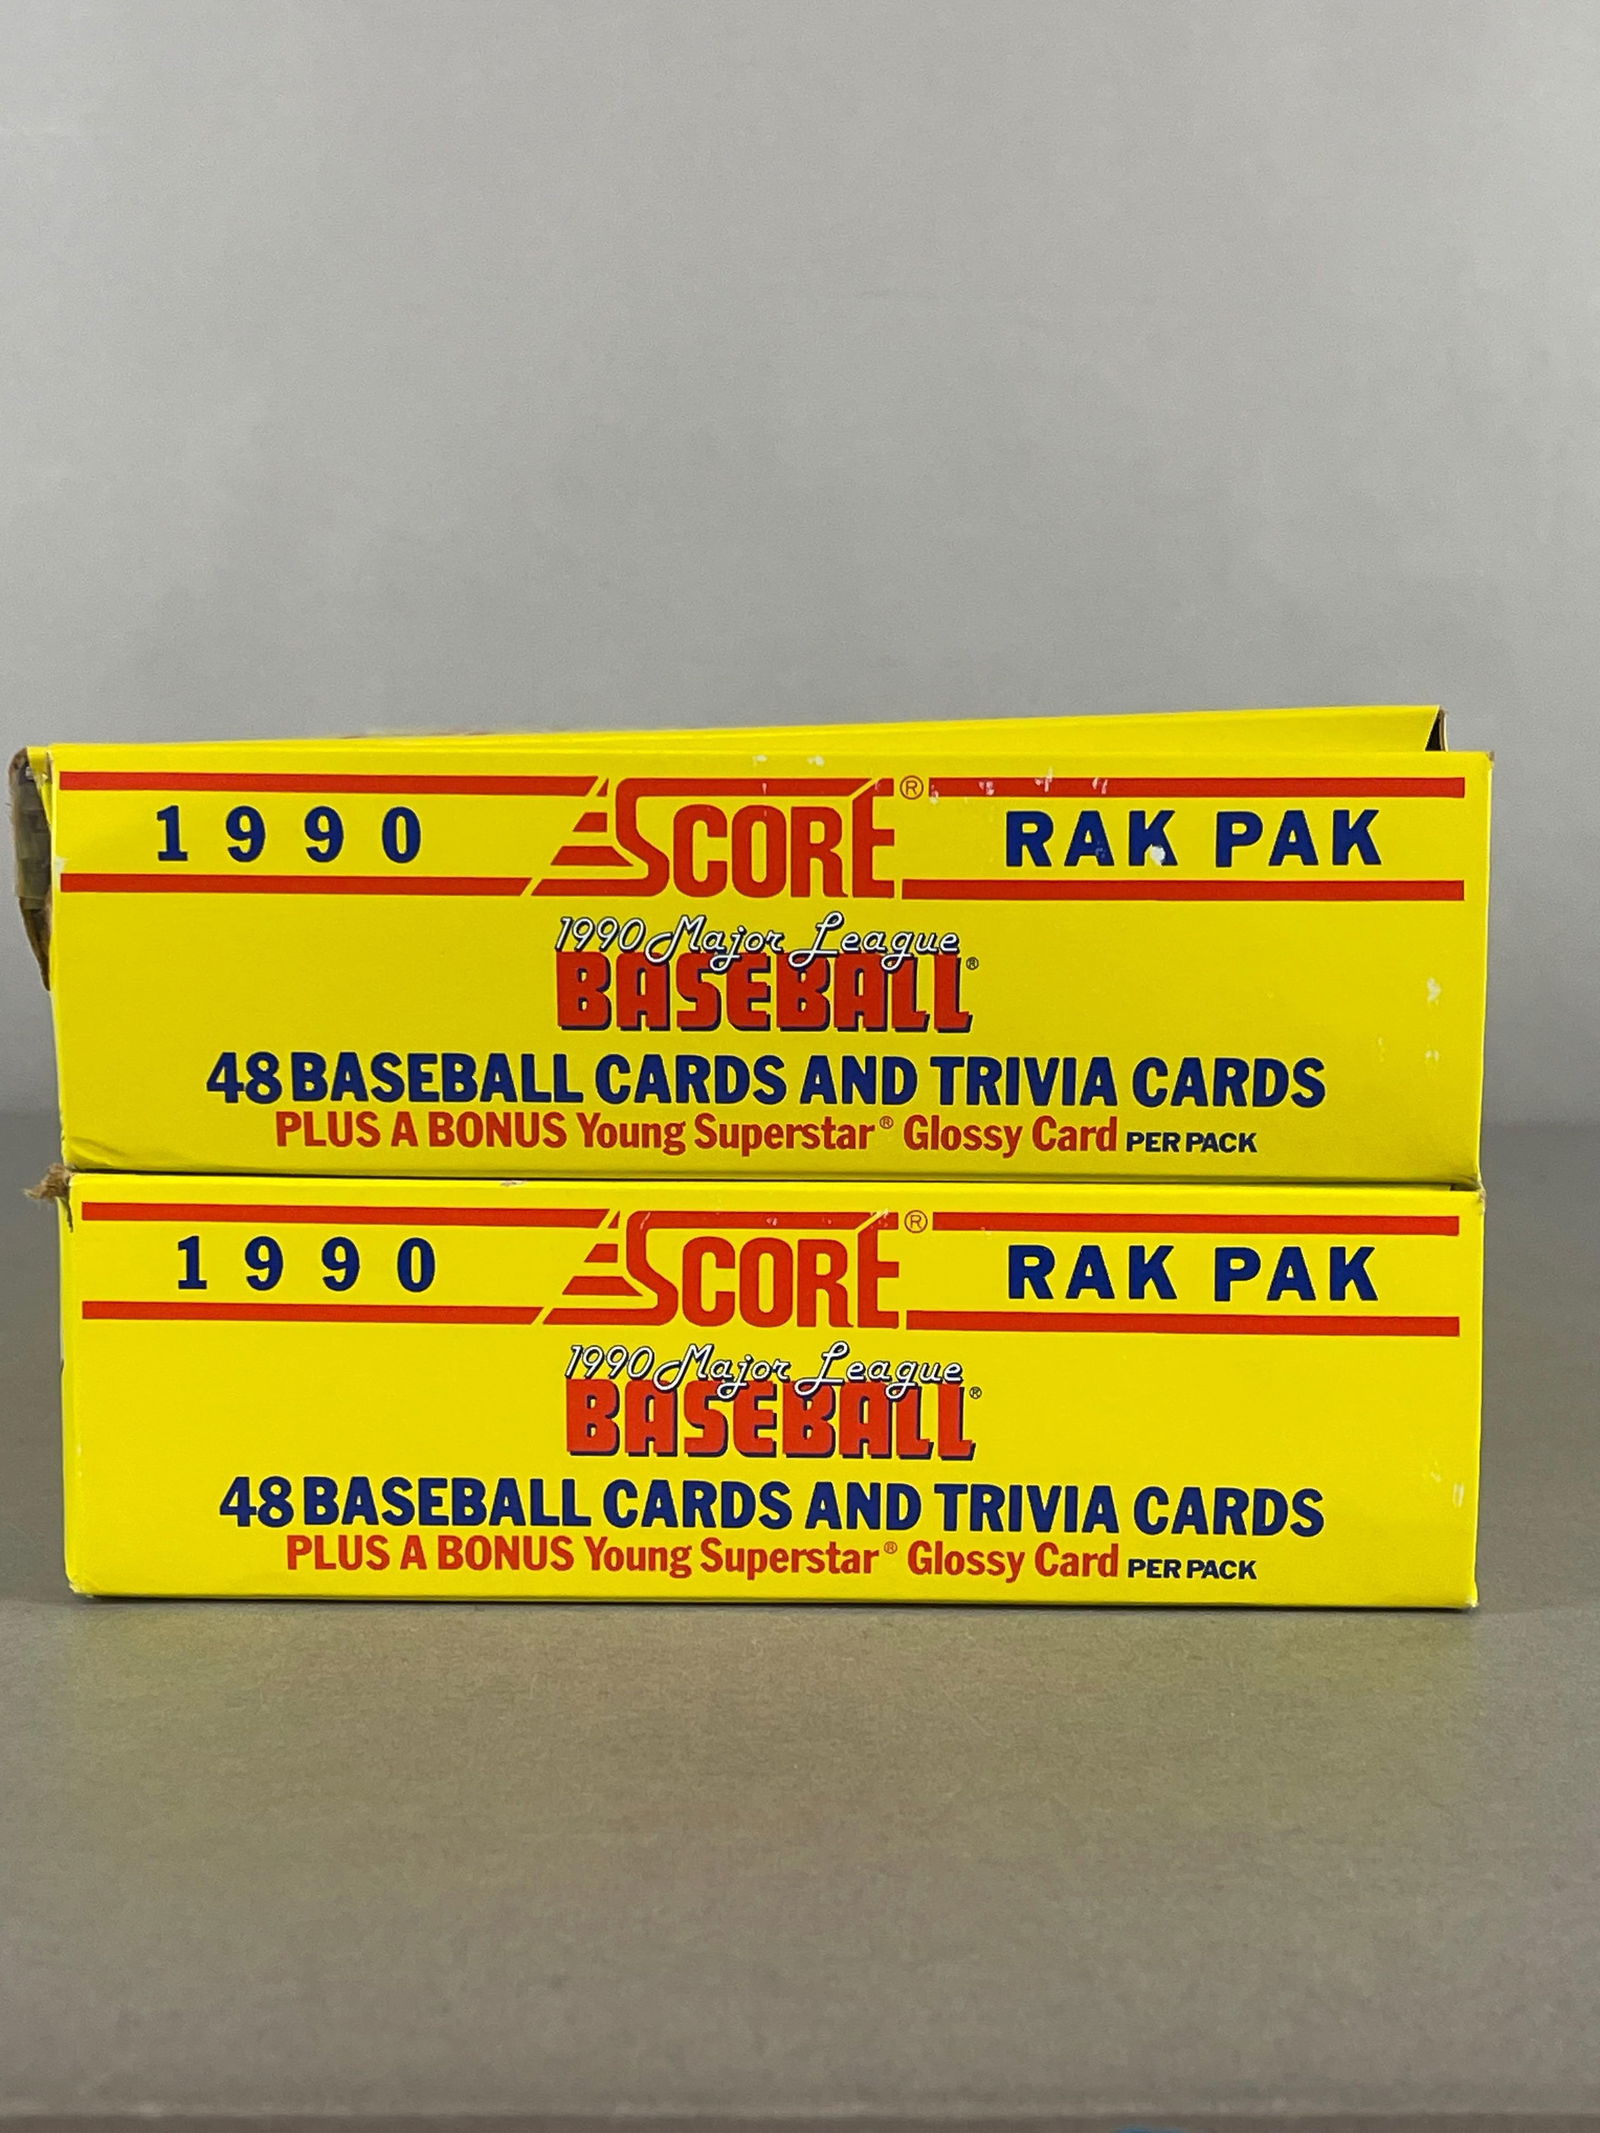 1990 SCORE® RAK PAK
1990 Major League
BASEBALL®
48 BASEBALL CARDS AND TRIVIA CARDS
PLUS A BONUS Young Superstar® Glossy Card PER PACK
1990 SCORE® RAK PAK
1990 Major League
BASEBALL®
48 BASEBALL CARDS AND TRIVIA CARDS
PLUS A BONUS Young Superstar® Glossy Card PER PACK